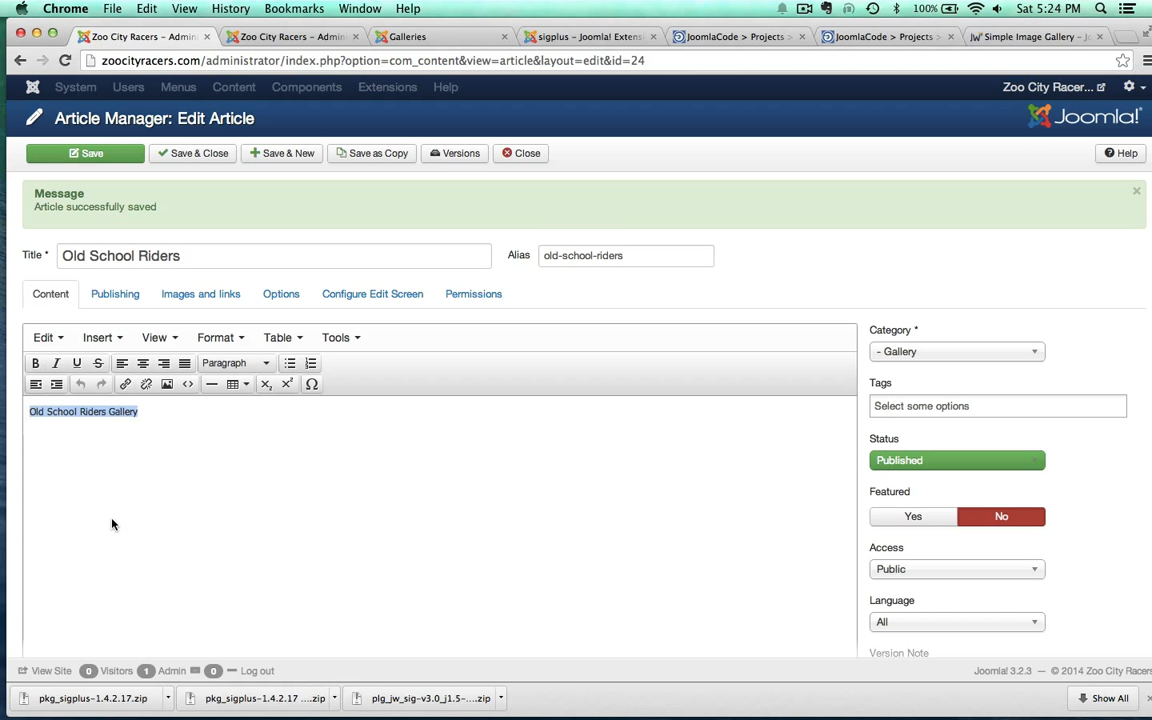 Chrome File Edit View History Bookmarks Window Help 100% Sat 5:24 PM
Zoo City Racers – Admin Zoo City Racers – Admin Galleries sigplus – Joomla! Extens JoomlaCode > Projects > JoomlaCode > Projects > Simple Image Gallery – Jo
zoocityracers.com/administrator/index.php?option=com_content&view=article&layout=edit&id=24
System Users Menus Content Components Extensions Help Zoo City Racer...
Article Manager: Edit Article Joomla!®
Save Save & Close Save & New Save as Copy Versions Close Help
Message
Article successfully saved ×
Title * Old School Riders Alias old-school-riders
Content Publishing Images and links Options Configure Edit Screen Permissions
Edit Insert View Format Table Tools
B I U S Paragraph
Ω
Old School Riders Gallery
Category *
- Gallery
Tags
Select some options
Status
Published
Featured
Yes No
Access
Public
Language
All
Version Note
View Site 0 Visitors 1 Admin 0 Log out Joomla! 3.2.3 — © 2014 Zoo City Racers
pkg_sigplus-1.4.2.17.zip pkg_sigplus-1.4.2.17 ....zip plg_jw_sig-v3.0_j1.5-....zip Show All